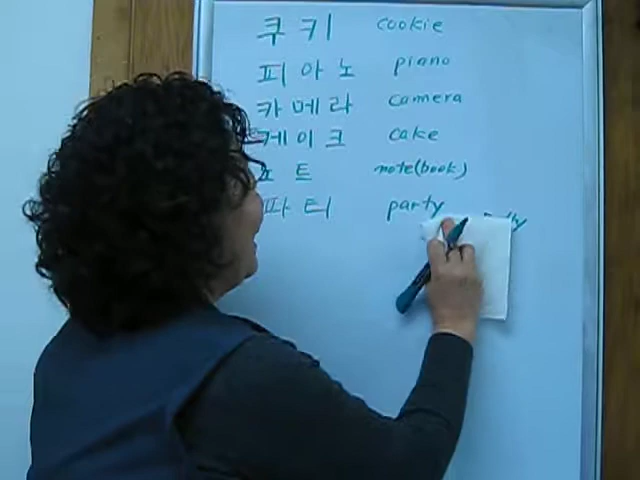 쿠키 cookie
피아노 piano
카메라 camera
케이크 cake
노트 note(book)
파티 party